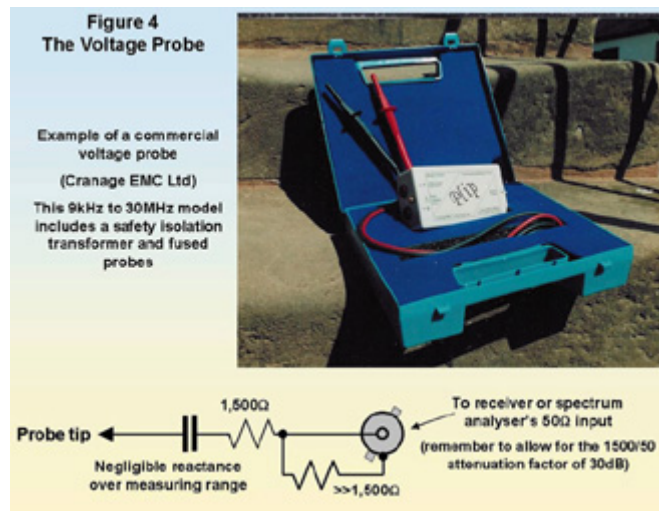 Figure 4
The Voltage Probe
Example of a commercial
voltage probe
(Cranage EMC Ltd)
This 9kHz to 30MHz model
includes a safety isolation
transformer and fused
probes
plip
1,500Ω
Probe tip
Negligible reactance
over measuring range
>>1,500Ω
To receiver or spectrum
analyser's 50Ω input
(remember to allow for the 1500/50
attenuation factor of 30dB)